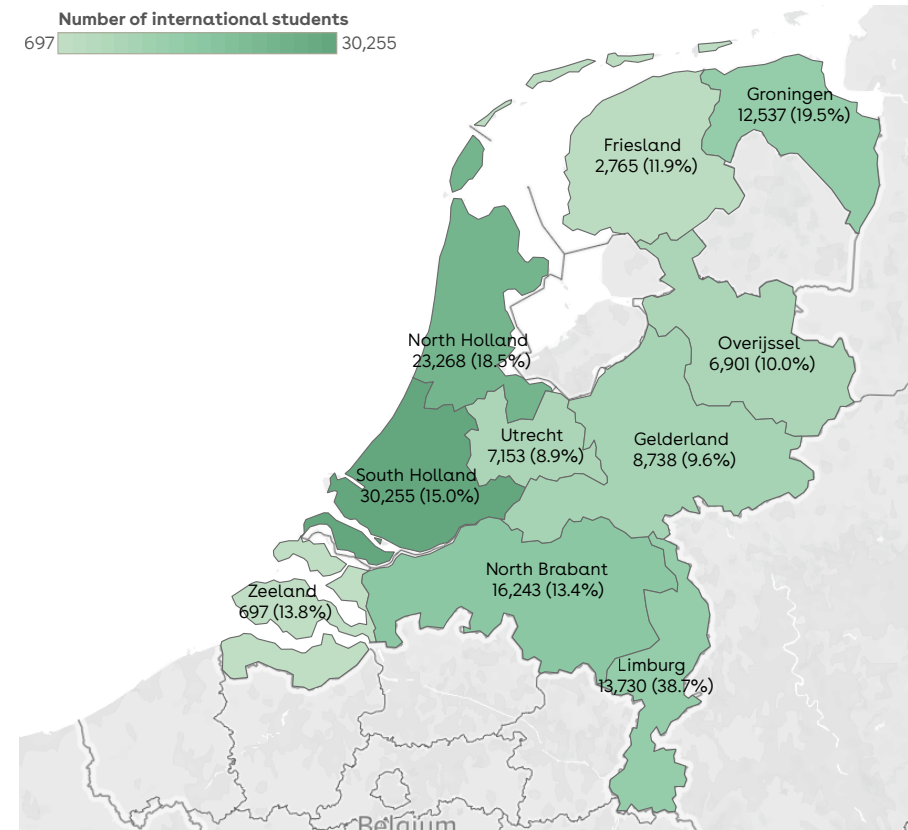 Number of international students
697 30,255
Groningen
12,537 (19.5%)
Friesland
2,765 (11.9%)
North Holland
23,268 (18.5%)
Overijssel
6,901 (10.0%)
Utrecht
7,153 (8.9%)
Gelderland
8,738 (9.6%)
South Holland
30,255 (15.0%)
North Brabant
16,243 (13.4%)
Zeeland
697 (13.8%)
Limburg
13,730 (38.7%)
Belgium